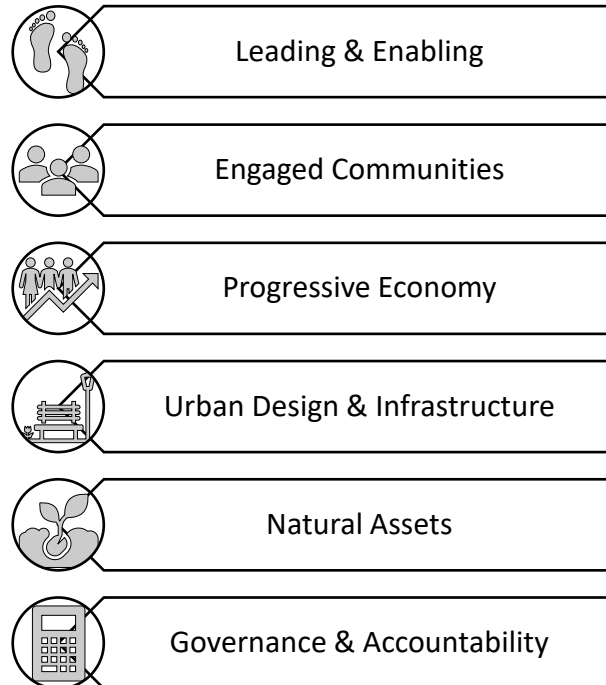 Leading & Enabling
Engaged Communities
Progressive Economy
Urban Design & Infrastructure
Natural Assets
Governance & Accountability